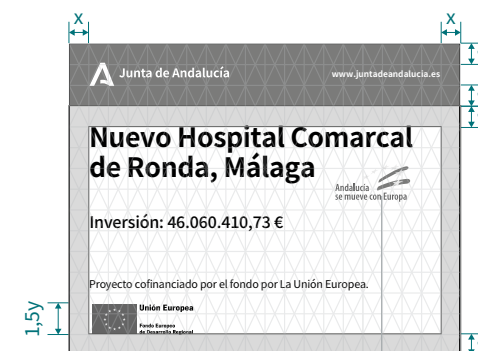 X X
Junta de Andalucía www.juntadeandalucia.es
Nuevo Hospital Comarcal
de Ronda, Málaga
Andalucía
se mueve con Europa
Inversión: 46.060.410,73 €
Proyecto cofinanciado por el fondo por La Unión Europea.
1,5y
Unión Europea
Fondo Europeo
de Desarrollo Regional